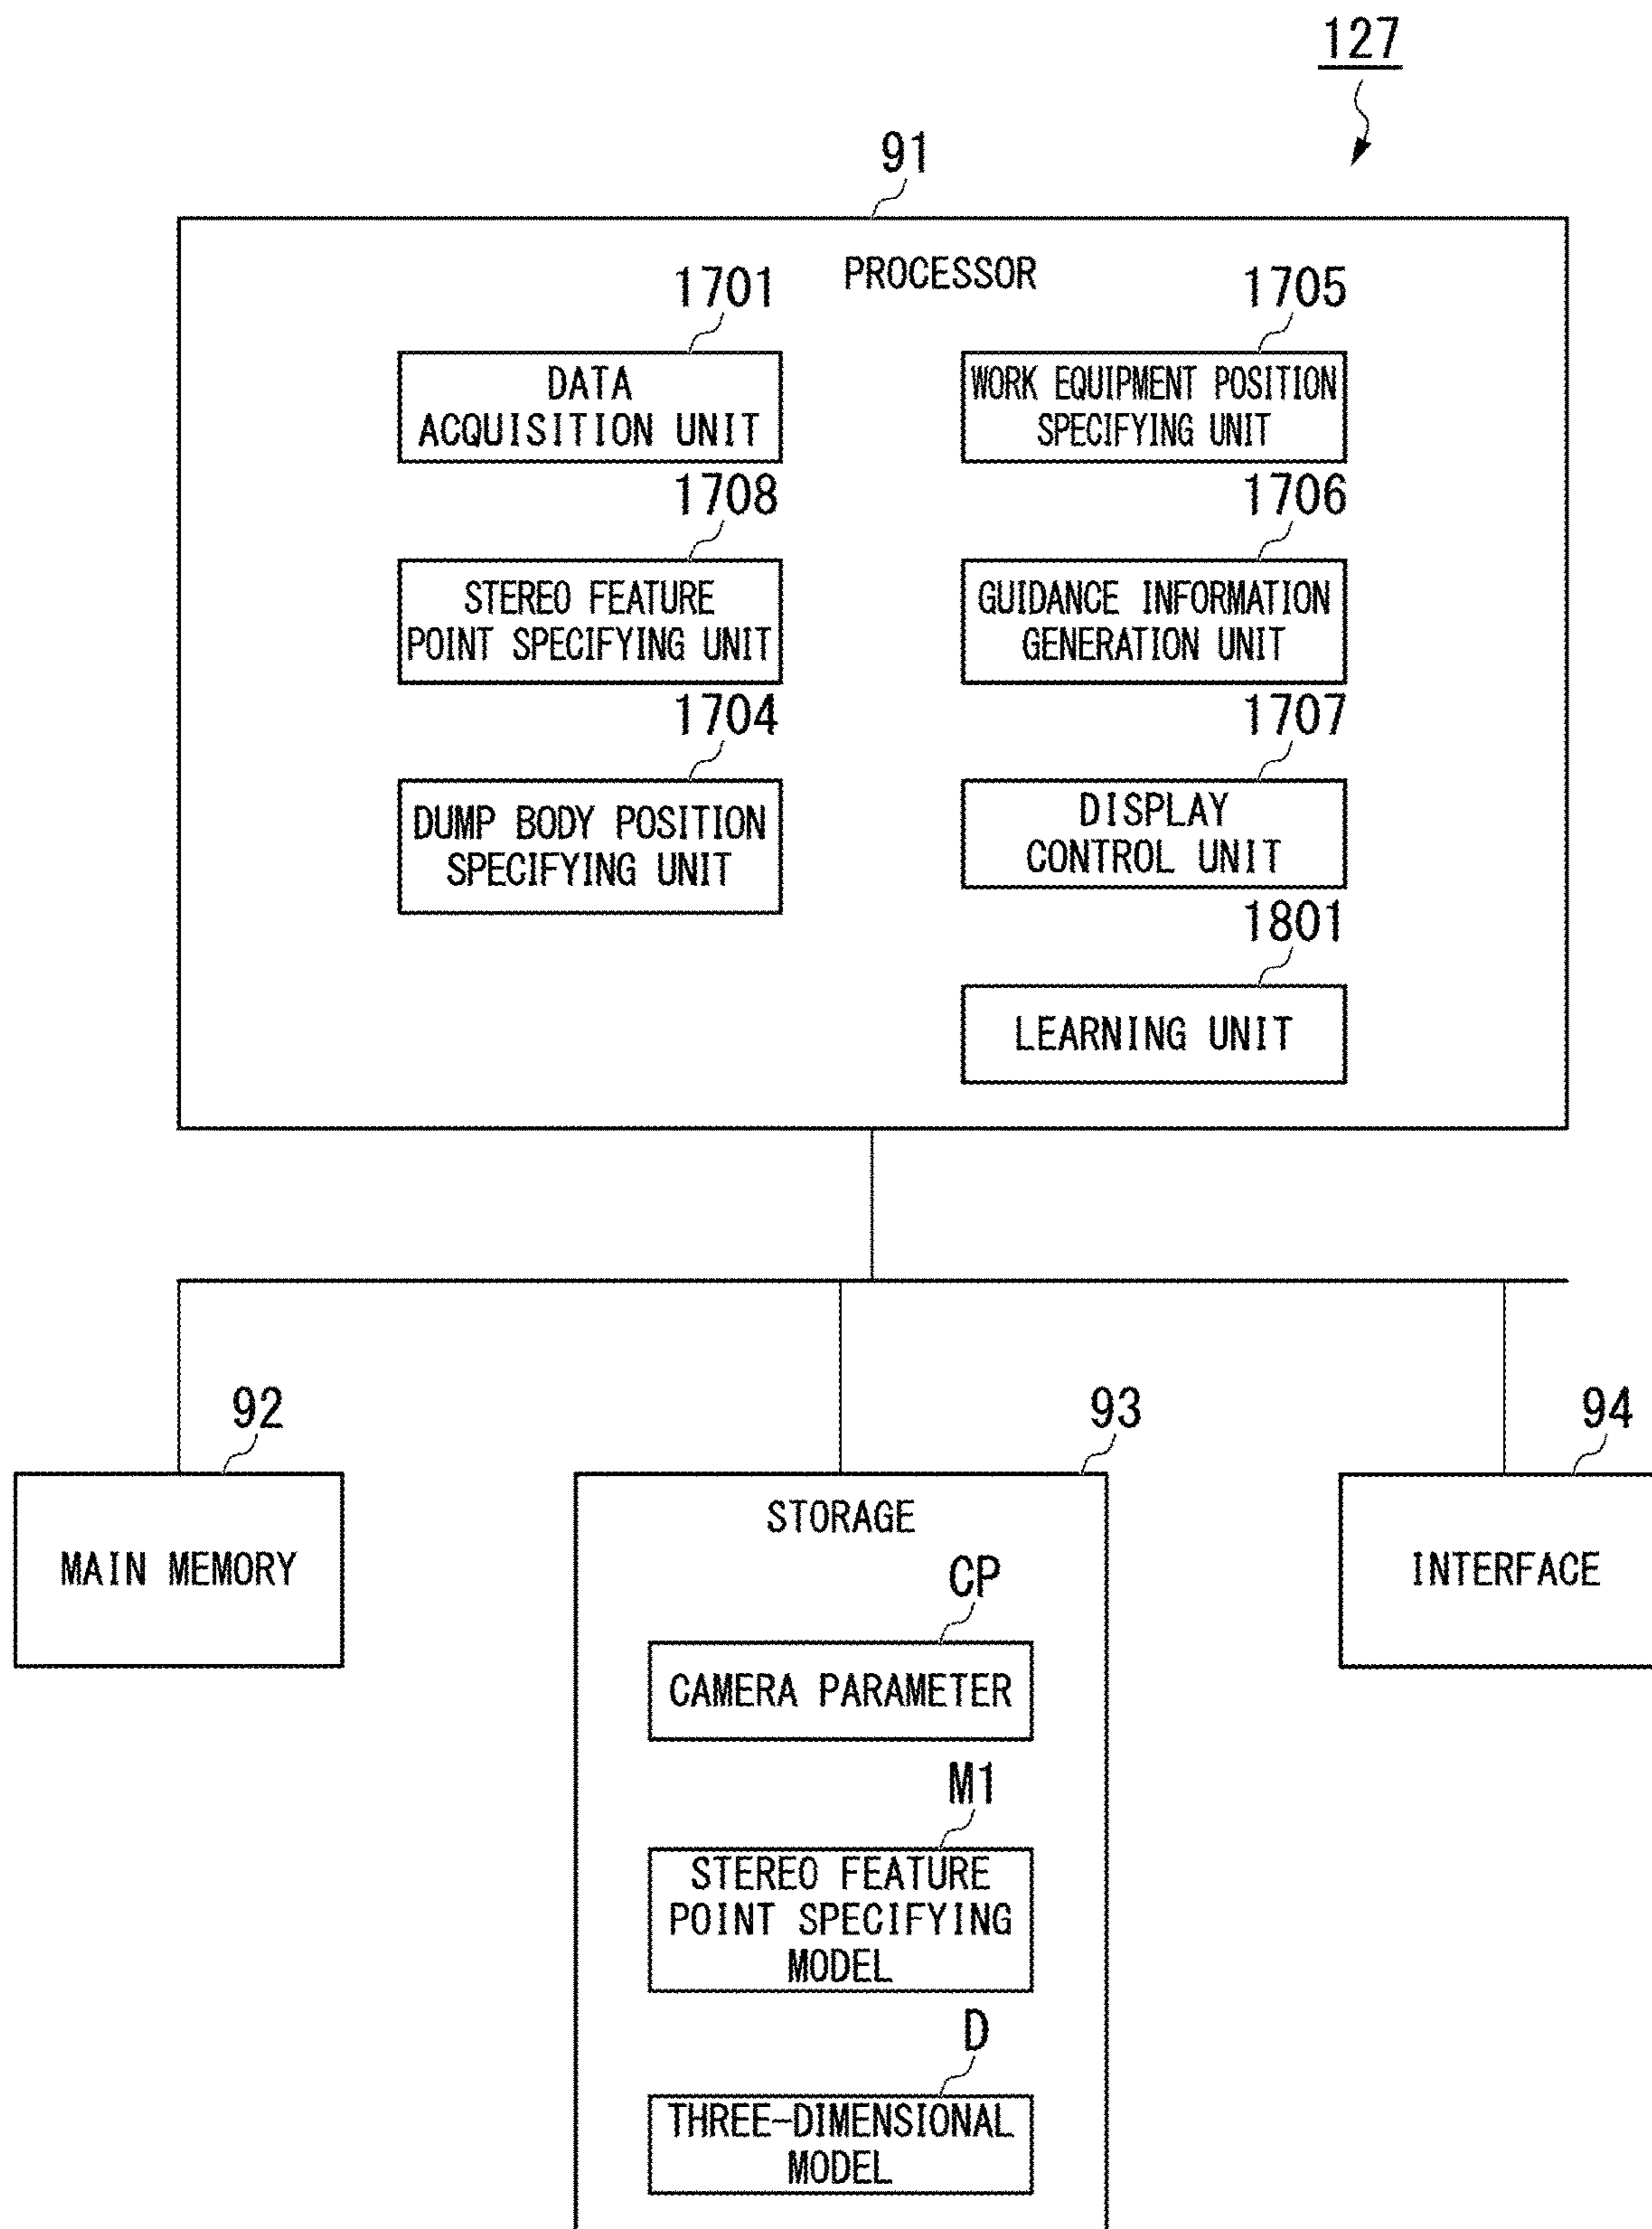 127
91
PROCESSOR
1701
DATA
ACQUISITION UNIT
1708
STEREO FEATURE
POINT SPECIFYING UNIT
1704
DUMP BODY POSITION
SPECIFYING UNIT
1705
WORK EQUIPMENT POSITION
SPECIFYING UNIT
1706
GUIDANCE INFORMATION
GENERATION UNIT
1707
DISPLAY
CONTROL UNIT
1801
LEARNING UNIT
92
MAIN MEMORY
93
STORAGE
CP
CAMERA PARAMETER
M1
STEREO FEATURE
POINT SPECIFYING
MODEL
D
THREE-DIMENSIONAL
MODEL
94
INTERFACE